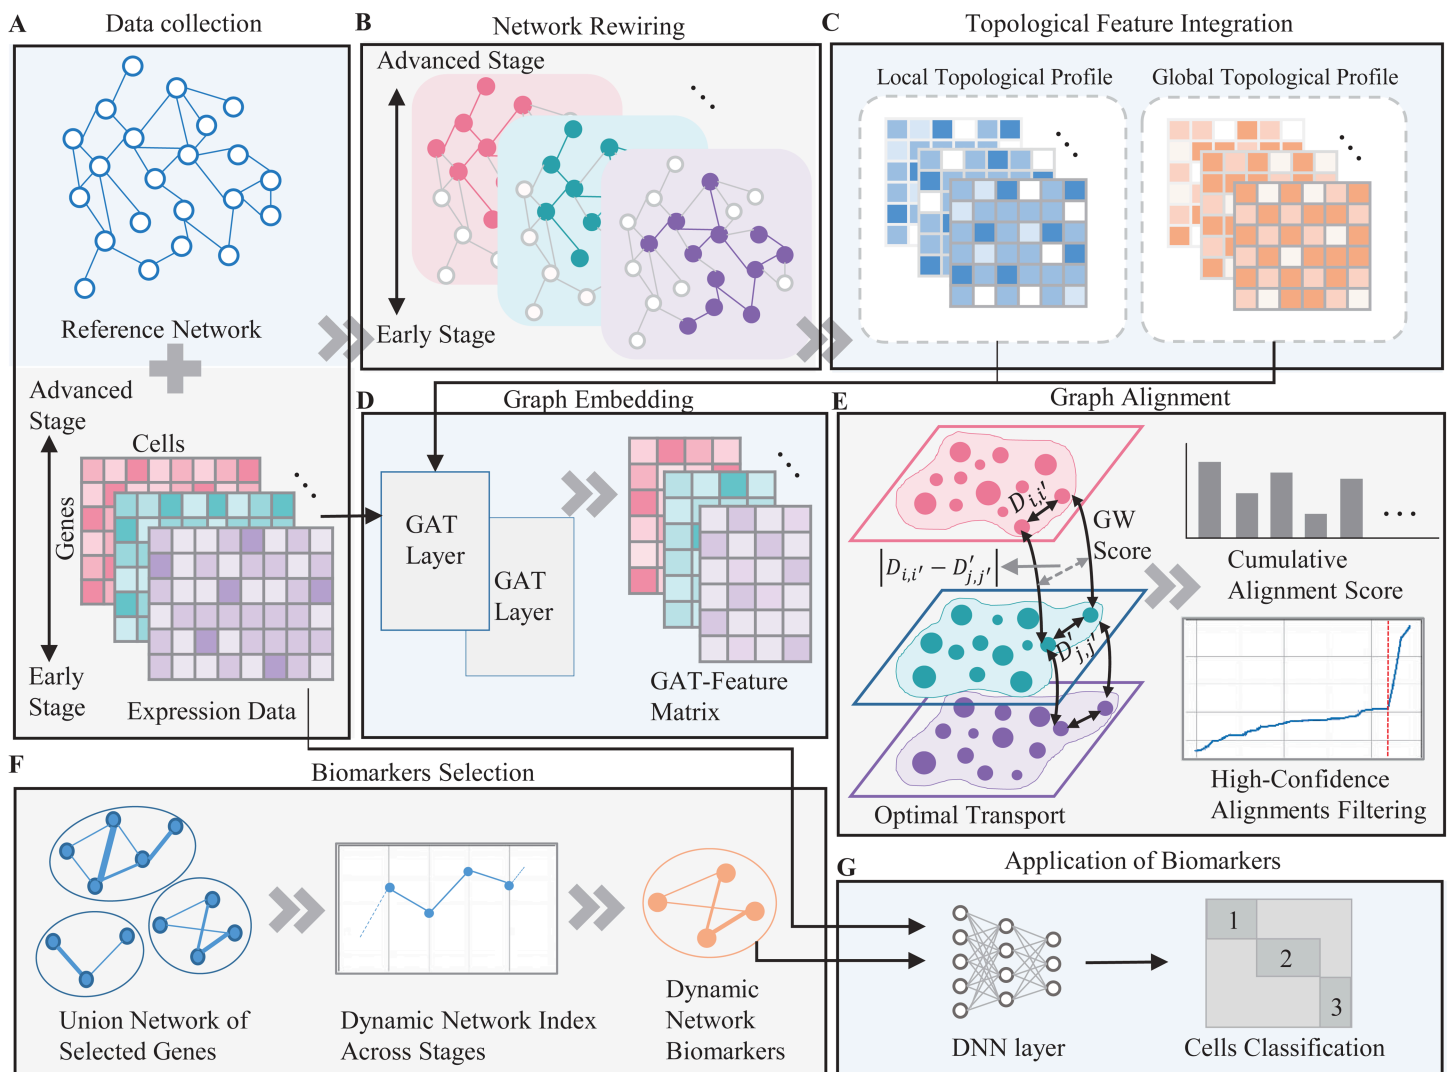 A
Data collection
Reference Network
Advanced
Stage
Cells
Genes
Early
Stage
Expression Data
B
Network Rewiring
Advanced Stage
Early Stage
C
Topological Feature Integration
Local Topological Profile
Global Topological Profile
D
Graph Embedding
GAT
Layer
GAT
Layer
GAT-Feature
Matrix
E
Graph Alignment
D_{i,i'}
GW
Score
|D_{i,i'} − D'_{j,j'}|
D'_{j,j'}
Optimal Transport
Cumulative
Alignment Score
High-Confidence
Alignments Filtering
F
Biomarkers Selection
Union Network of
Selected Genes
Dynamic Network Index
Across Stages
Dynamic
Network
Biomarkers
G
Application of Biomarkers
DNN layer
1
2
3
Cells Classification